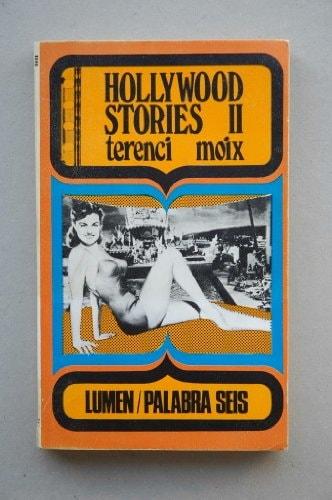 HOLLYWOOD
STORIES II
terenci moix
LUMEN/PALABRA SEIS